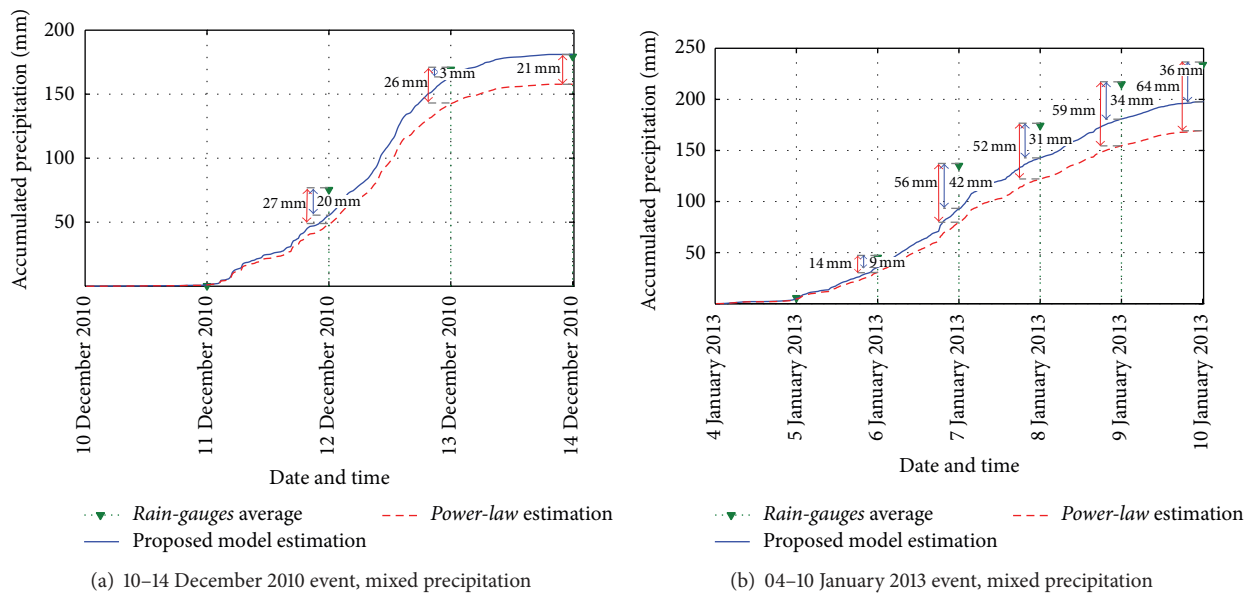 200
150
100
50
Accumulated precipitation (mm)
27 mm
20 mm
26 mm
3 mm
21 mm
10 December 2010
11 December 2010
12 December 2010
13 December 2010
14 December 2010
Date and time
Rain-gauges average
Power-law estimation
Proposed model estimation
(a) 10–14 December 2010 event, mixed precipitation
250
200
150
100
50
Accumulated precipitation (mm)
14 mm
9 mm
56 mm
42 mm
52 mm
31 mm
59 mm
34 mm
64 mm
36 mm
4 January 2013
5 January 2013
6 January 2013
7 January 2013
8 January 2013
9 January 2013
10 January 2013
Date and time
Rain-gauges average
Power-law estimation
Proposed model estimation
(b) 04–10 January 2013 event, mixed precipitation